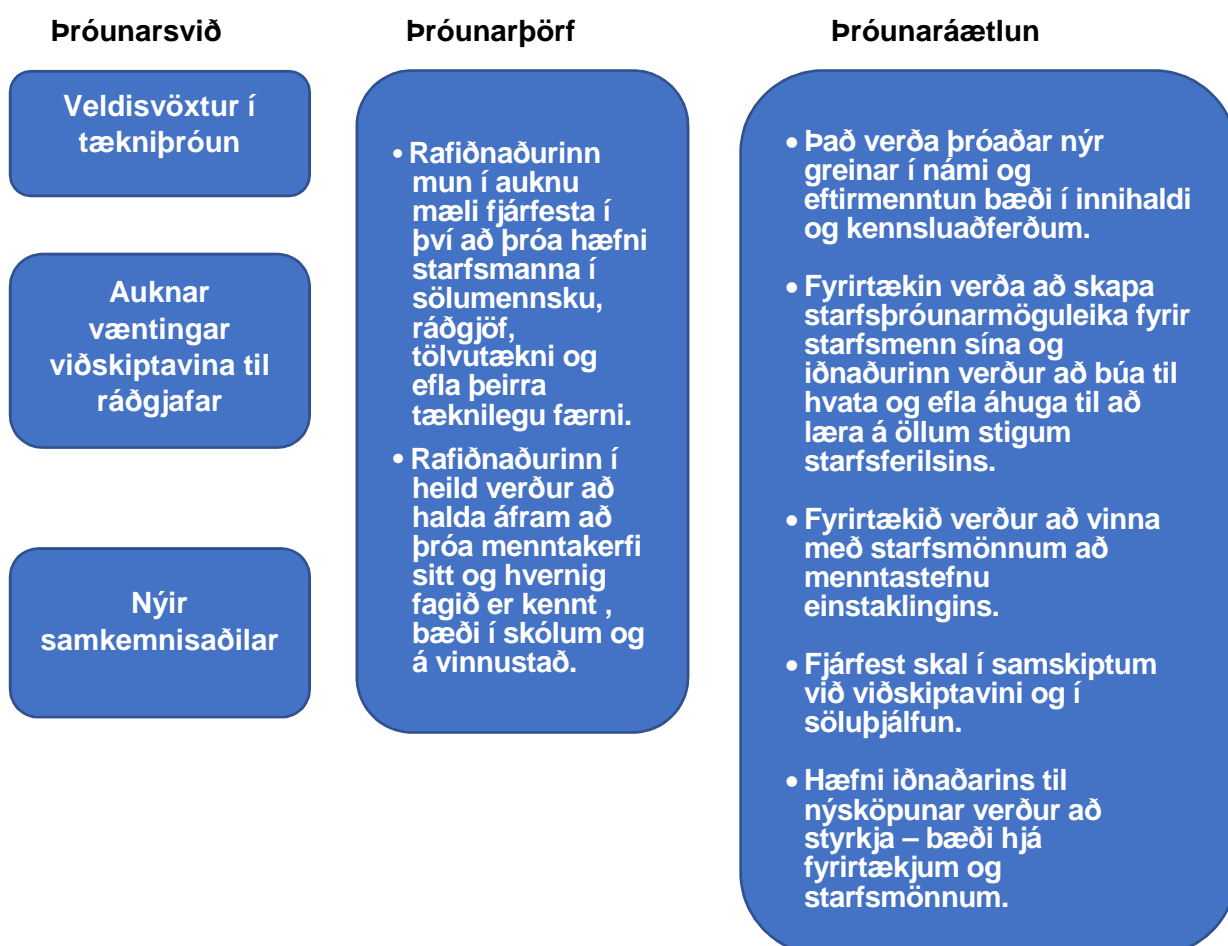 Þróunarsvið
Veldisvöxtur í
tækniþróun
Auknar
væntingar
viðskiptavina til
ráðgjafar
Nýir
samkemnisaðilar
Þróunarþörf
• Rafiðnaðurinn
mun í auknu
mæli fjárfesta í
því að þróa hæfni
starfsmanna í
sölumennsku,
ráðgjöf,
tölvutækni og
efla þeirra
tæknilegu færni.
• Rafiðnaðurinn í
heild verður að
halda áfram að
þróa menntakerfi
sitt og hvernig
fagið er kennt ,
bæði í skólum og
á vinnustað.
Þróunaráætlun
• Það verða þróaðar nýr
greinar í námi og
eftirmenntun bæði í innihaldi
og kennsluaðferðum.
• Fyrirtækin verða að skapa
starfsþróunarmöguleika fyrir
starfsmenn sína og
iðnaðurinn verður að búa til
hvata og efla áhuga til að
læra á öllum stigum
starfsferilsins.
• Fyrirtækið verður að vinna
með starfsmönnum að
menntastefnu
einstaklingins.
• Fjárfest skal í samskiptum
við viðskiptavini og í
söluþjálfun.
• Hæfni iðnaðarins til
nýsköpunar verður að
styrkja – bæði hjá
fyrirtækjum og
starfsmönnum.